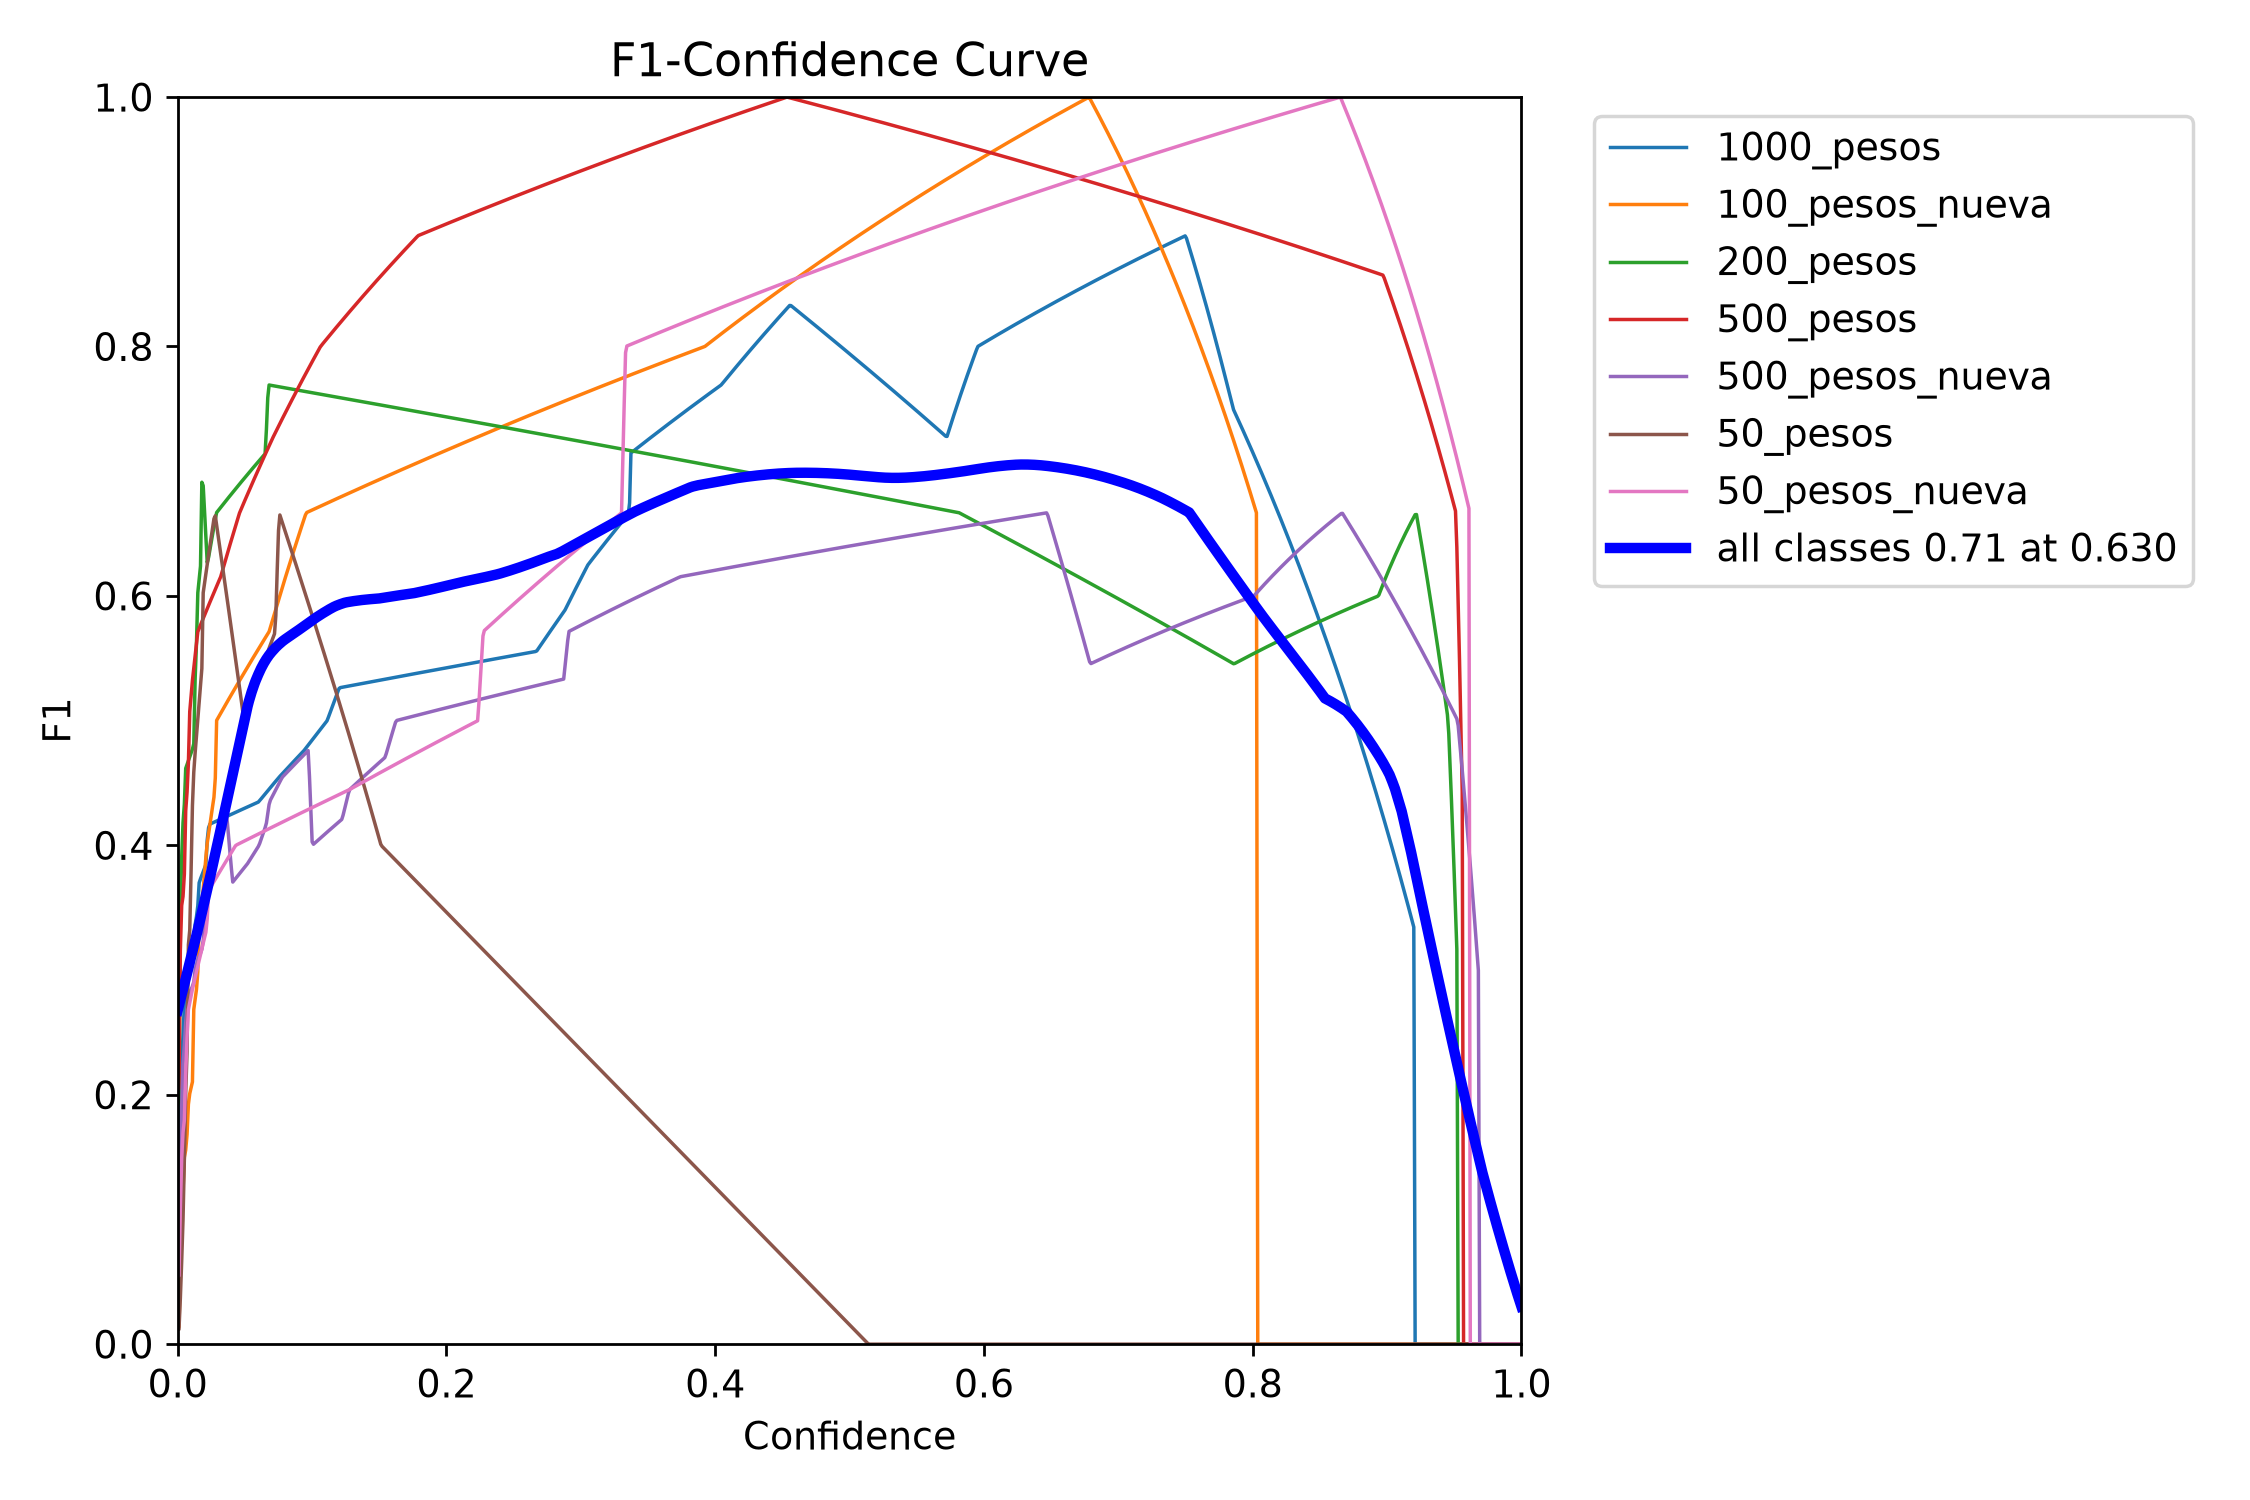 F1-Confidence Curve
1.0
0.8
0.6
0.4
0.2
0.0
F1
0.0 0.2 0.4 0.6 0.8 1.0
Confidence
1000_pesos
100_pesos_nueva
200_pesos
500_pesos
500_pesos_nueva
50_pesos
50_pesos_nueva
all classes 0.71 at 0.630